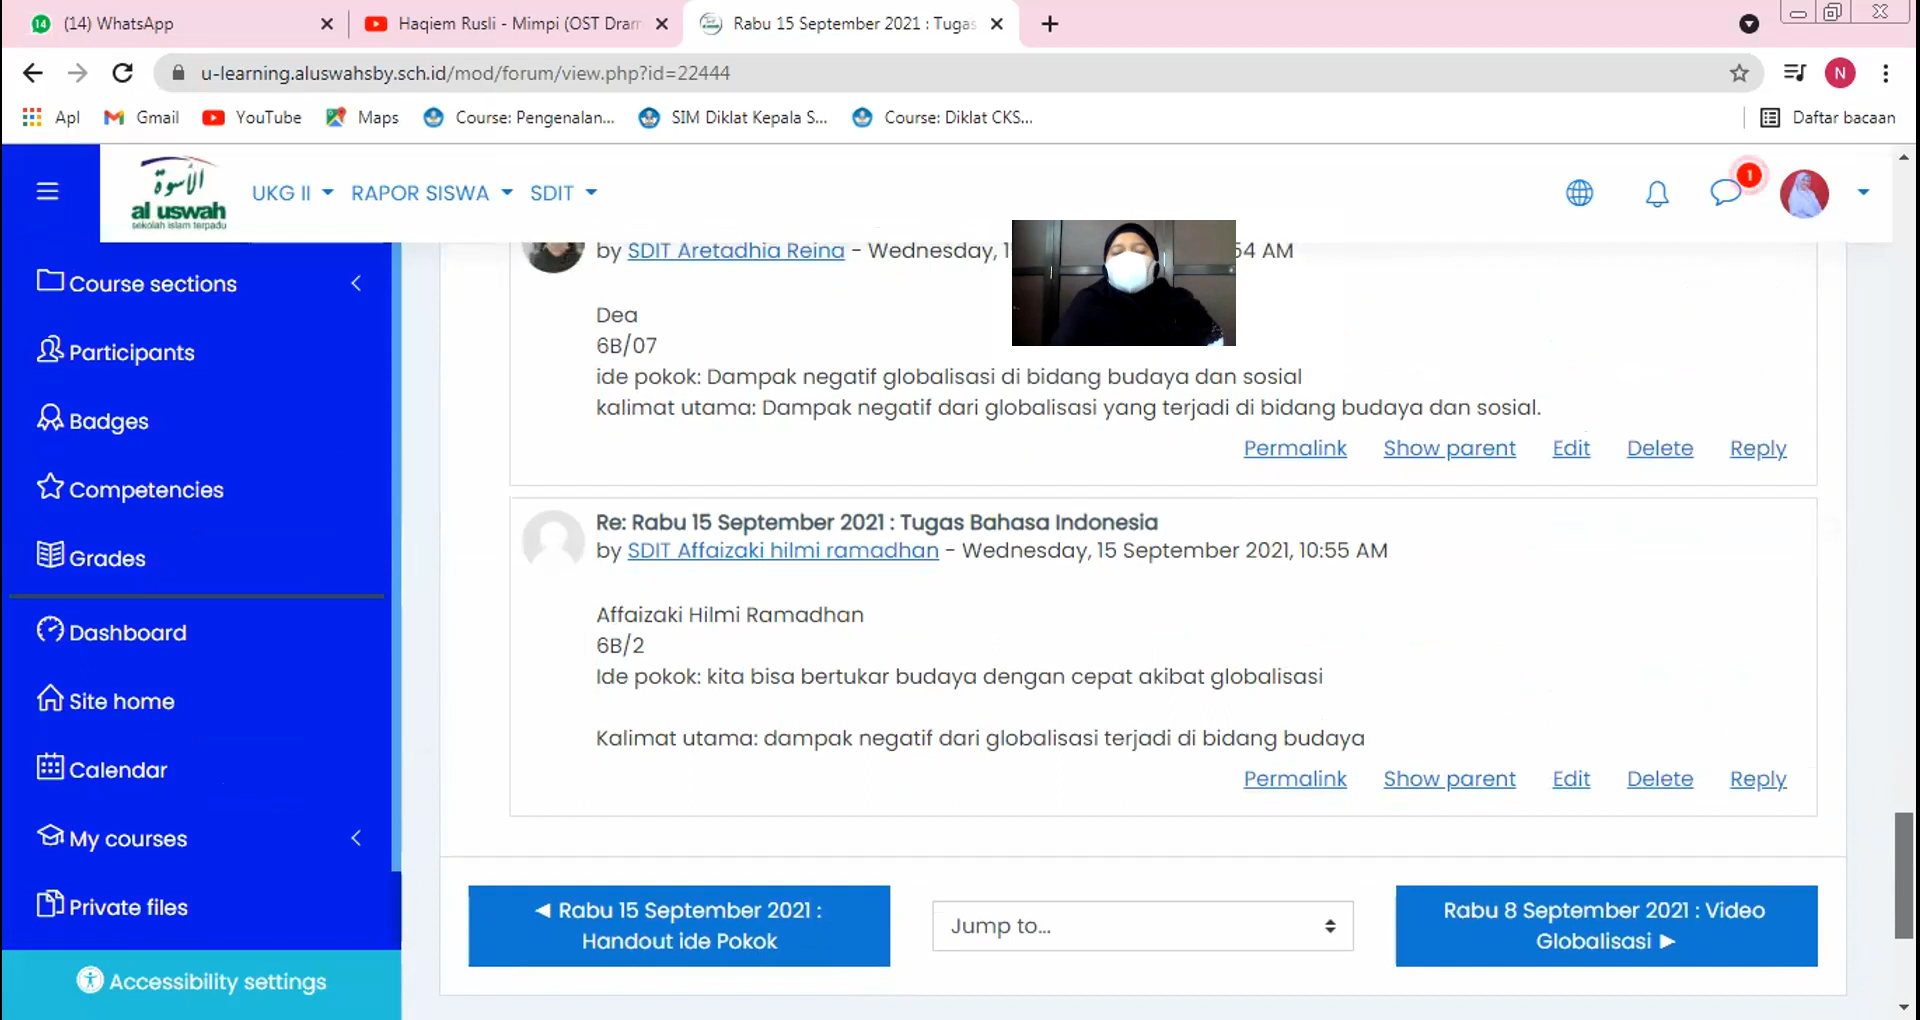 14
(14) WhatsApp
Haqiem Rusli - Mimpi (OST Dram
Rabu 15 September 2021 : Tugas
u-learning.aluswahsby.sch.id/mod/forum/view.php?id=22444
N
Apl
Gmail
YouTube
Maps
Course: Pengenalan...
SIM Diklat Kepala S...
Course: Diklat CKS...
Daftar bacaan
الأسوة
al uswah
sekolah islam terpadu
UKG II
RAPOR SISWA
SDIT
1
Course sections
Participants
Badges
Competencies
Grades
Dashboard
Site home
Calendar
My courses
Private files
Accessibility settings
by SDIT Aretadhia Reina - Wednesday, 1
54 AM
Dea
6B/07
ide pokok: Dampak negatif globalisasi di bidang budaya dan sosial
kalimat utama: Dampak negatif dari globalisasi yang terjadi di bidang budaya dan sosial.
Permalink Show parent Edit Delete Reply
Re: Rabu 15 September 2021 : Tugas Bahasa Indonesia
by SDIT Affaizaki hilmi ramadhan - Wednesday, 15 September 2021, 10:55 AM
Affaizaki Hilmi Ramadhan
6B/2
Ide pokok: kita bisa bertukar budaya dengan cepat akibat globalisasi
Kalimat utama: dampak negatif dari globalisasi terjadi di bidang budaya
Permalink Show parent Edit Delete Reply
◄ Rabu 15 September 2021 :
Handout ide Pokok
Jump to...
Rabu 8 September 2021 : Video
Globalisasi ►